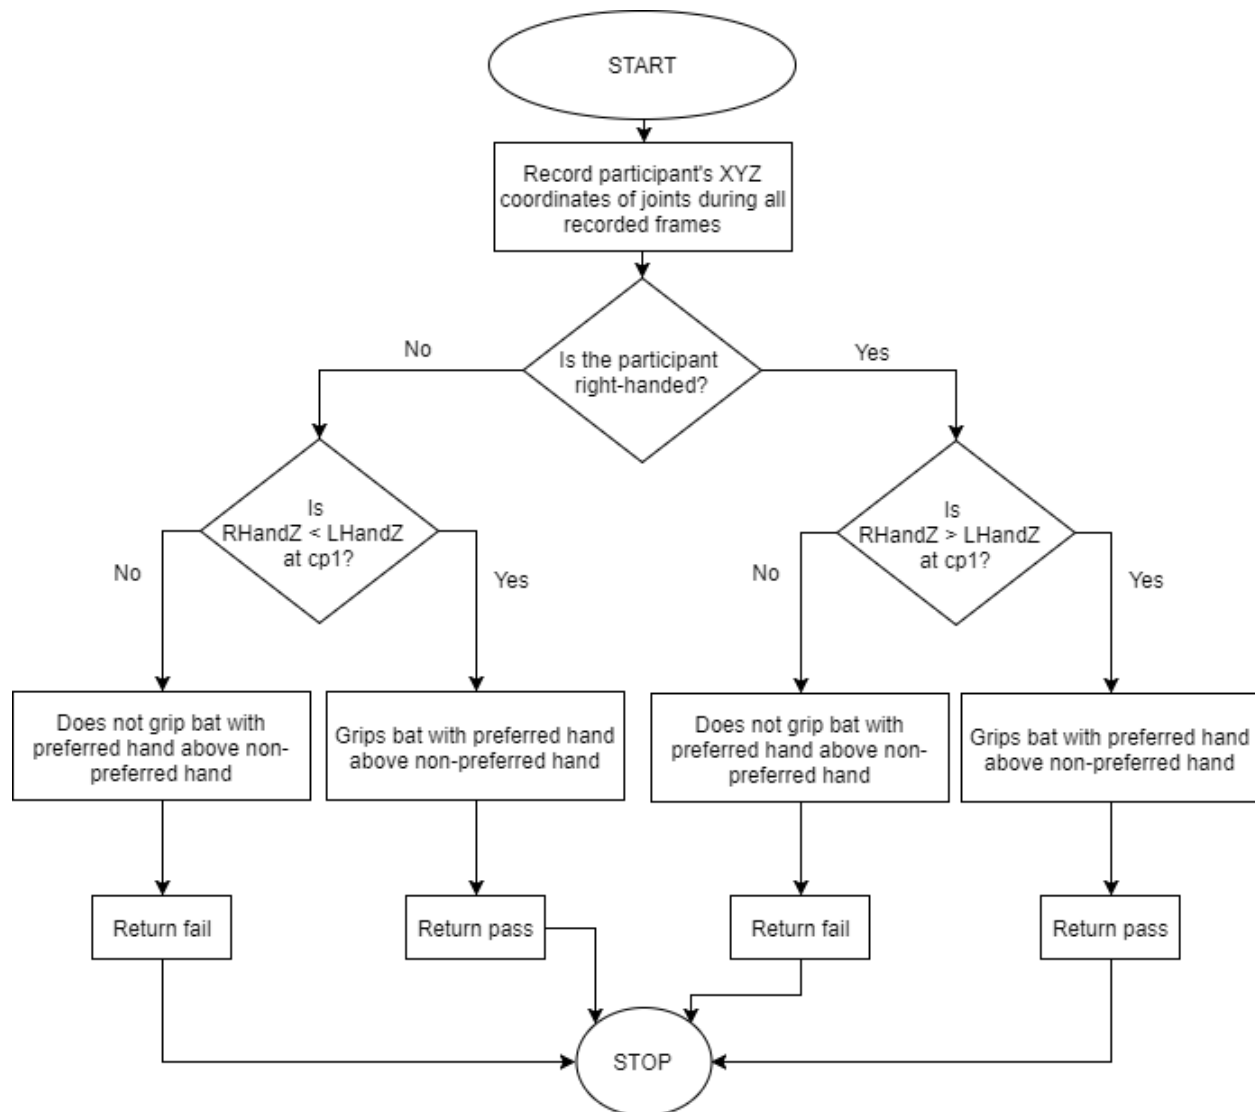 START
Record participant's XYZ
coordinates of joints during all
recorded frames
Is the participant
right-handed?
No
Yes
Is
RHandZ < LHandZ
at cp1?
Is
RHandZ > LHandZ
at cp1?
No
Yes
No
Yes
Does not grip bat with
preferred hand above non-
preferred hand
Grips bat with preferred hand
above non-preferred hand
Does not grip bat with
preferred hand above non-
preferred hand
Grips bat with preferred hand
above non-preferred hand
Return fail
Return pass
Return fail
Return pass
STOP